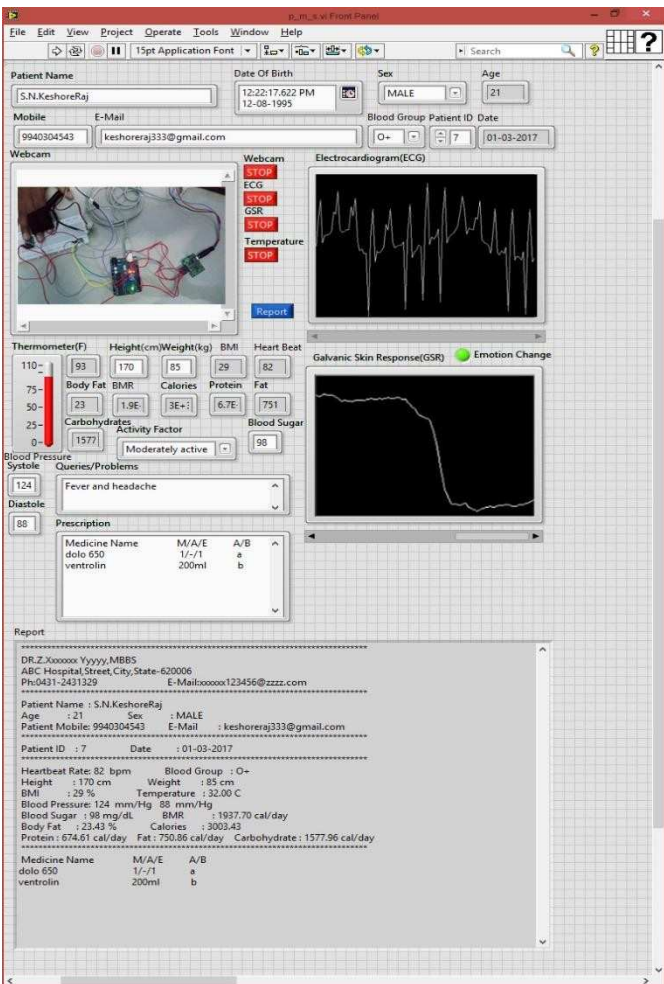 p_m_s.vi Front Panel
File Edit View Project Operate Tools Window Help
15pt Application Font Search ?
Patient Name Date Of Birth Sex Age
S.N.KeshoreRaj 12:22:17.622 PM MALE 21
12-08-1995
Mobile E-Mail Blood Group Patient ID Date
9940304543 keshoreraj333@gmail.com O+ 7 01-03-2017
Webcam Webcam Electrocardiogram(ECG)
STOP
ECG
STOP
GSR
STOP
Temperature
STOP
Report
Thermometer(F) Height(cm) Weight(kg) BMI Heart Beat Galvanic Skin Response(GSR) Emotion Change
110- 93 170 85 29 82
75- Body Fat BMR Calories Protein Fat
50- 23 1.9E 3E+ 6.7E 751
25- Carbohydrates Activity Factor Blood Sugar
0- 1577 Moderately active 98
Blood Pressure
Systole Queries/Problems
124 Fever and headache
Diastole
88 Prescription
Medicine Name M/A/E A/B
dolo 650 1/-/1 a
ventrolin 200ml b
Report
DR.Z.Xxxxxxx Yyyyy,MBBS
ABC Hospital,Street,City,State-620006
Ph:0431-2431329 E-Mail:xxxxxx123456@zzzz.com
Patient Name : S.N.KeshoreRaj
Age : 21 Sex : MALE
Patient Mobile: 9940304543 E-Mail : keshoreraj333@gmail.com
Patient ID : 7 Date : 01-03-2017
Heartbeat Rate: 82 bpm Blood Group : O+
Height : 170 cm Weight : 85 cm
BMI : 29 % Temperature : 32.00 C
Blood Pressure: 124 mm/Hg 88 mm/Hg
Blood Sugar : 98 mg/dL BMR : 1937.70 cal/day
Body Fat : 23.43 % Calories : 3003.43
Protein : 674.61 cal/day Fat : 750.86 cal/day Carbohydrate : 1577.96 cal/day
Medicine Name M/A/E A/B
dolo 650 1/-/1 a
ventrolin 200ml b